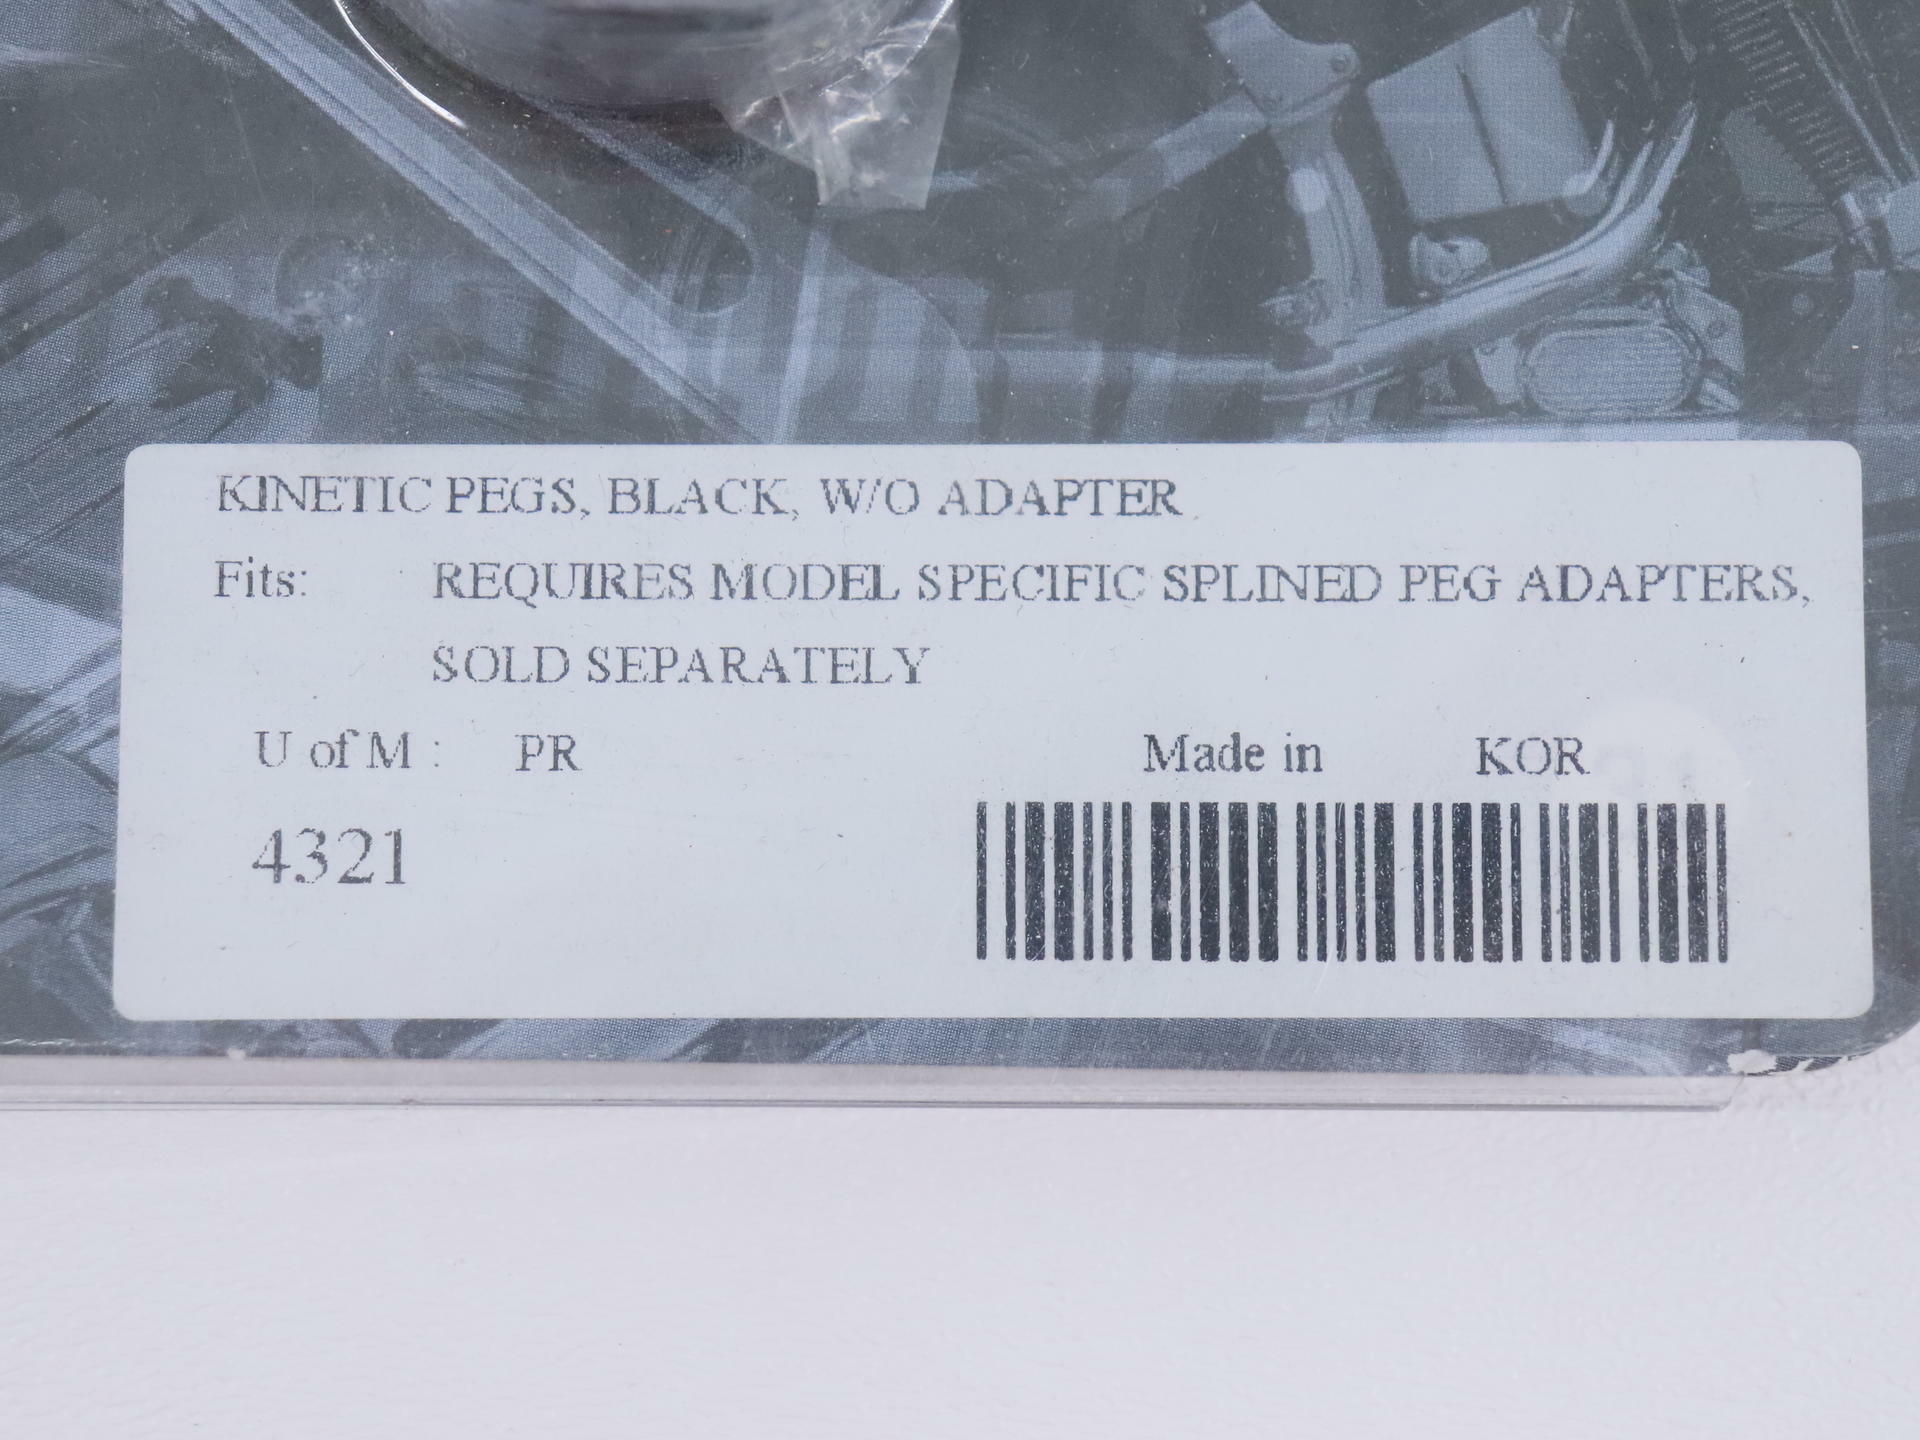 KINETIC PEGS, BLACK, W/O ADAPTER
Fits: REQUIRES MODEL SPECIFIC SPLINED PEG ADAPTERS,
SOLD SEPARATELY
U of M : PR Made in KOR
4321